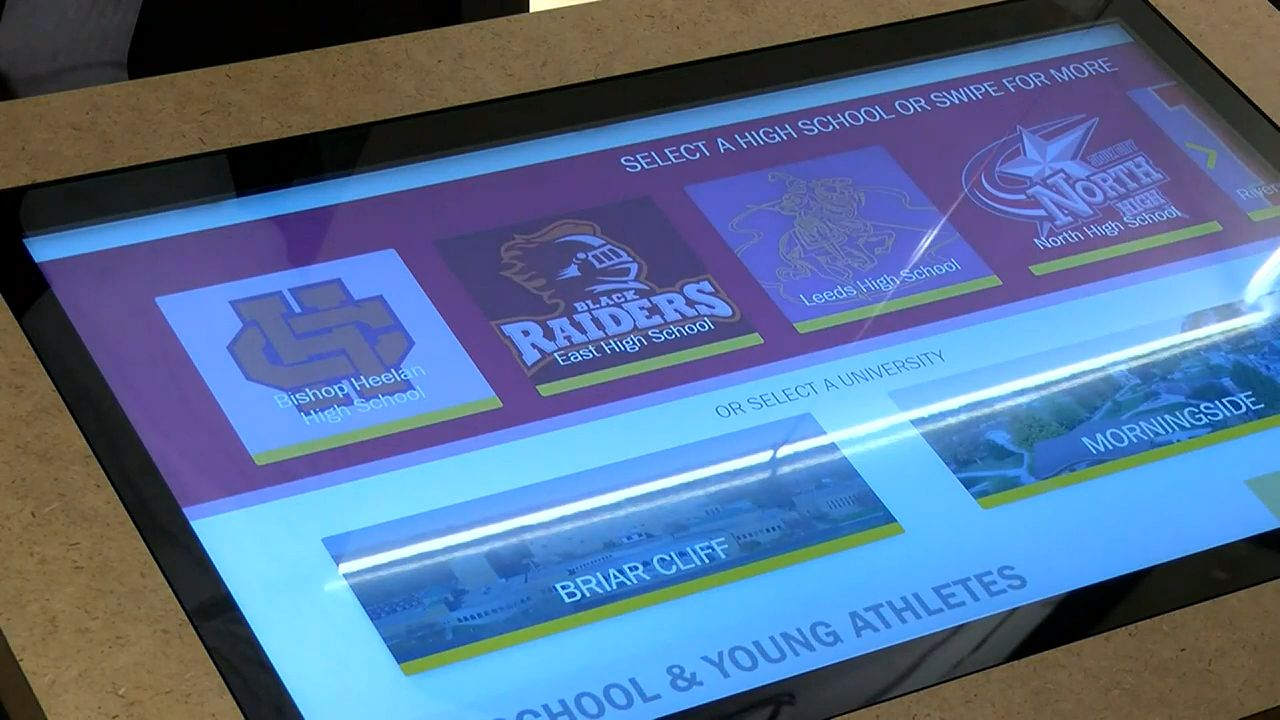 SELECT A HIGH SCHOOL OR SWIPE FOR MORE
Bishop Heelan
High School
BLACK
RAIDERS
East High School
Leeds High School
NORTH
HIGH
North High School
River
OR SELECT A UNIVERSITY
BRIAR CLIFF
MORNINGSIDE
SCHOOL & YOUNG ATHLETES